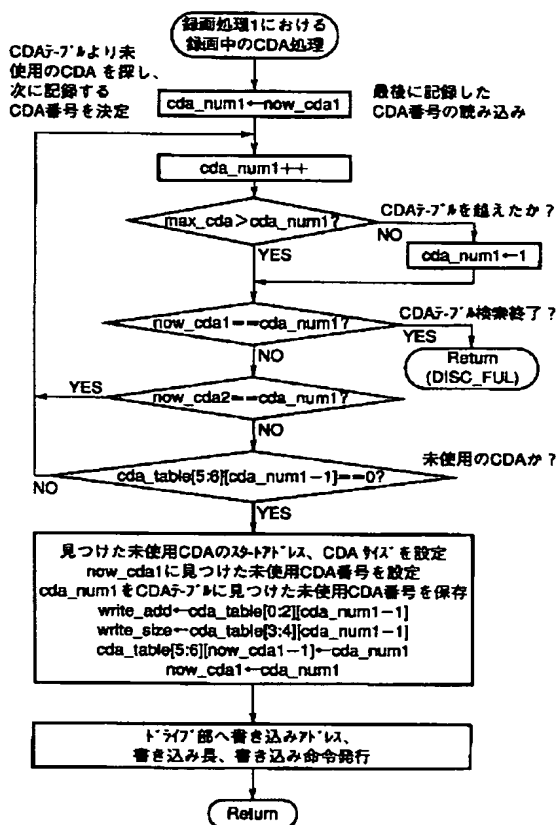 録画処理1における
録画中のCDA処理
CDAﾃｰﾌﾞﾙより未
使用のCDAを探し、
次に記録する
CDA番号を決定
cda_num1←now_cda1
最後に記録した
CDA番号の読み込み
cda_num1++
max_cda>cda_num1?
CDAﾃｰﾌﾞﾙを越えたか?
NO
YES
cda_num1←1
now_cda1==cda_num1?
CDAﾃｰﾌﾞﾙ検索終了?
YES
NO
Return
(DISC_FUL)
YES
now_cda2==cda_num1?
NO
未使用のCDAか?
cda_table[5:6][cda_num1-1]==0?
NO
YES
見つけた未使用CDAのｽﾀｰﾄｱﾄﾞﾚｽ、CDAｻｲｽﾞを設定
now_cda1に見つけた未使用CDA番号を設定
cda_num1をCDAﾃｰﾌﾞﾙに見つけた未使用CDA番号を保存
write_add←cda_table[0:2][cda_num1-1]
write_size←cda_table[3:4][cda_num1-1]
cda_table[5:6][now_cda1-1]←cda_num1
now_cda1←cda_num1
ﾄﾞﾗｲﾌﾞ部へ書き込みｱﾄﾞﾚｽ、
書き込み長、書き込み命令発行
Return